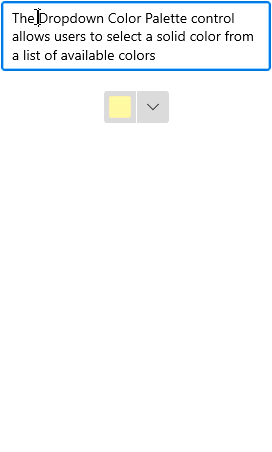 The Dropdown Color Palette control
allows users to select a solid color from
a list of available colors